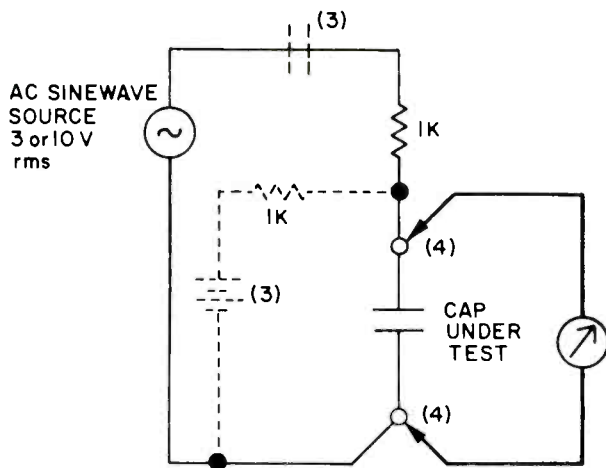 (3)
AC SINEWAVE
SOURCE
3 or 10 V
rms
1K
1K
(4)
(3)
CAP
UNDER
TEST
(4)